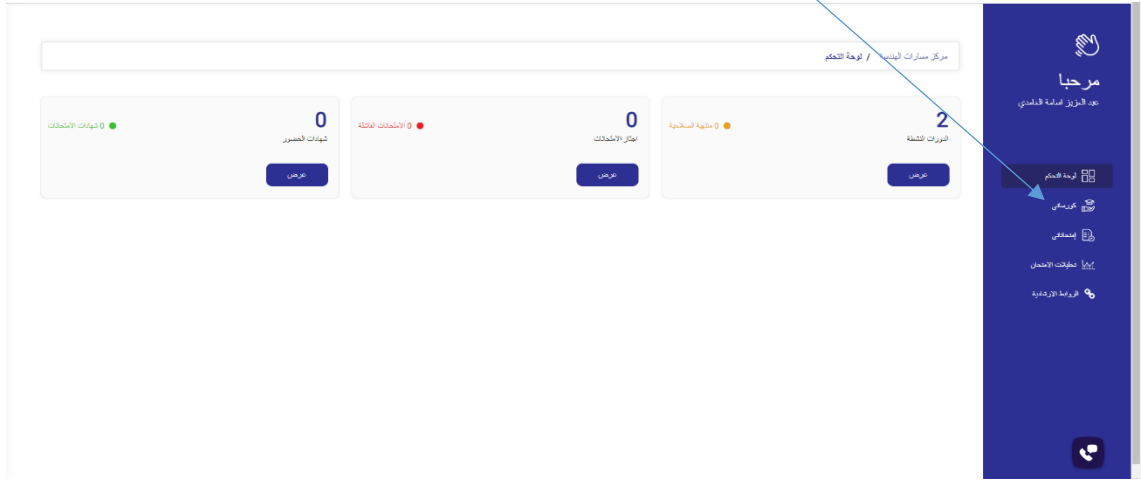 مرحبا
عبد العزيز اسامة الغامدي
لوحة التحكم
كورساتي
إمتحاناتي
تحليلات الامتحان
الروابط الارشادية
مركز مسارات الهندسة / لوحة التحكم
2
الدورات النشطة
0 منتهية الصلاحية
عرض
0
اجتاز الامتحانات
0 الامتحانات الفاشلة
عرض
0
شهادات الحضور
0 شهادات الامتحانات
عرض